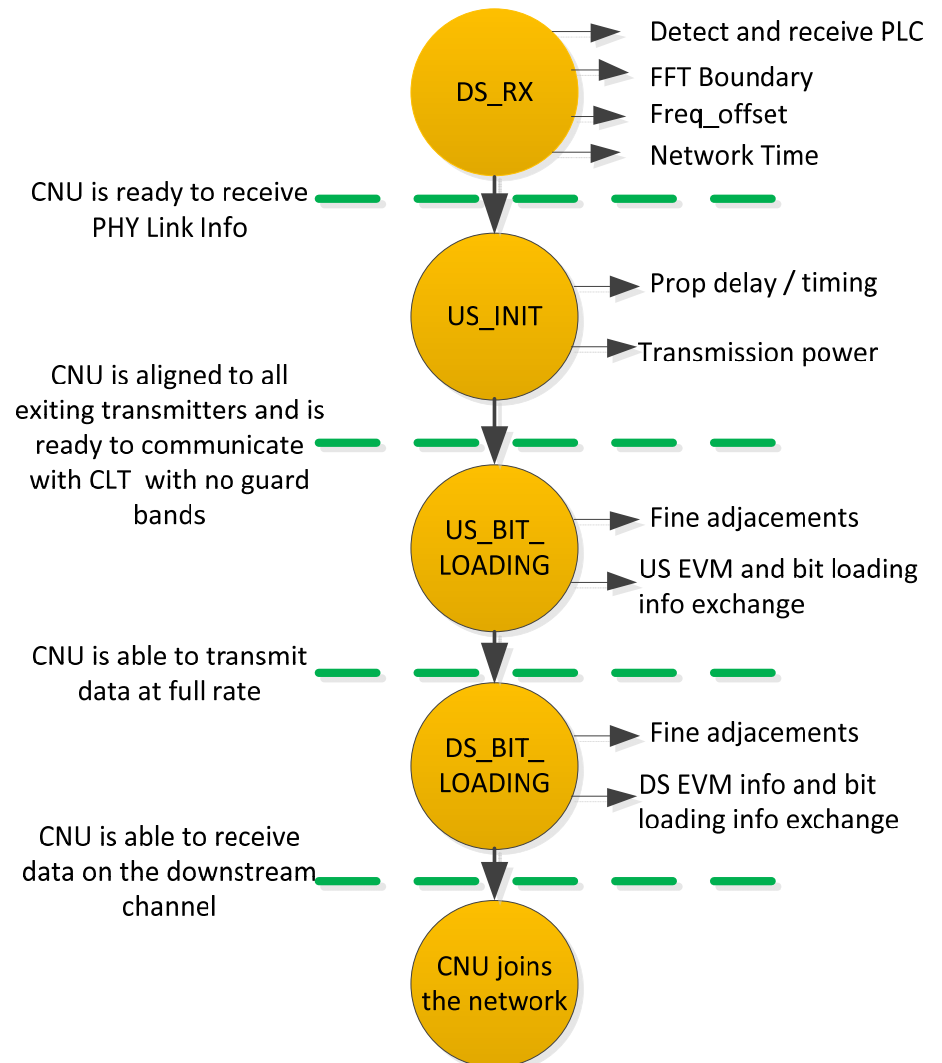 DS_RX
Detect and receive PLC
FFT Boundary
Freq_offset
Network Time
CNU is ready to receive
PHY Link Info
US_INIT
Prop delay / timing
Transmission power
CNU is aligned to all
exiting transmitters and is
ready to communicate
with CLT with no guard
bands
US_BIT_
LOADING
Fine adjacements
US EVM and bit loading
info exchange
CNU is able to transmit
data at full rate
DS_BIT_
LOADING
Fine adjacements
DS EVM info and bit
loading info exchange
CNU is able to receive
data on the downstream
channel
CNU joins
the network